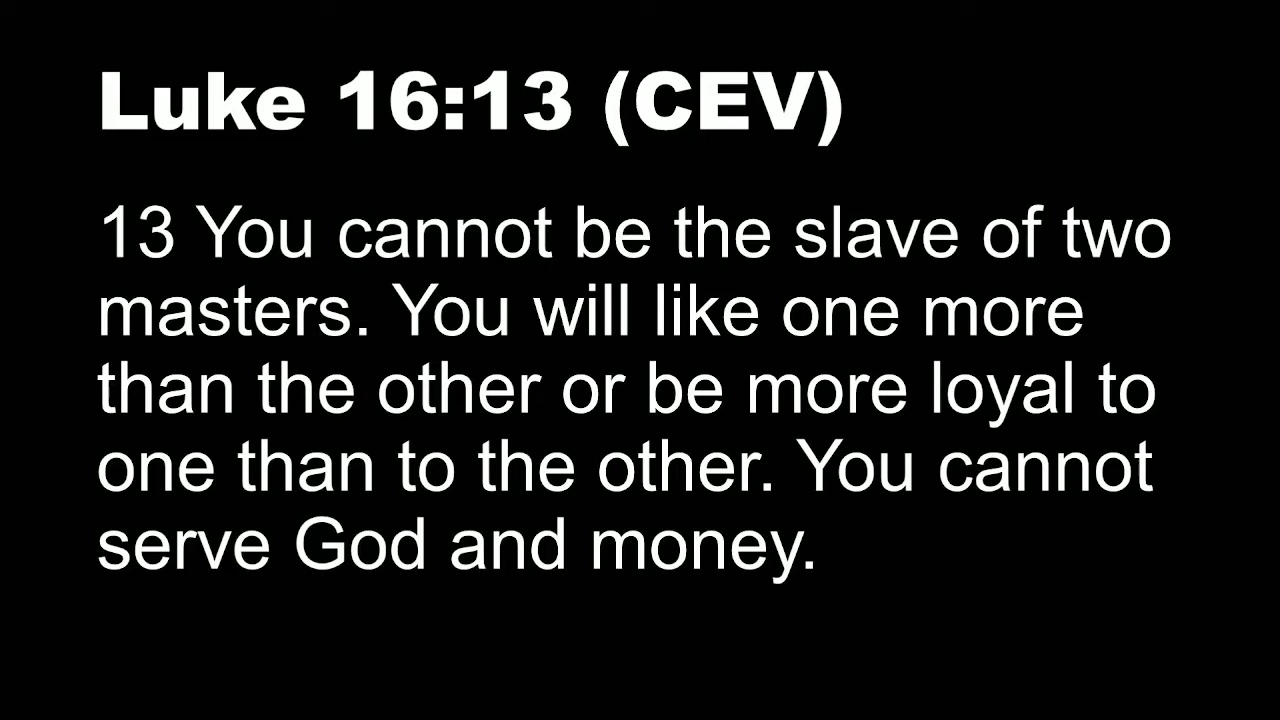 Luke 16:13 (CEV)
13 You cannot be the slave of two
masters. You will like one more
than the other or be more loyal to
one than to the other. You cannot
serve God and money.